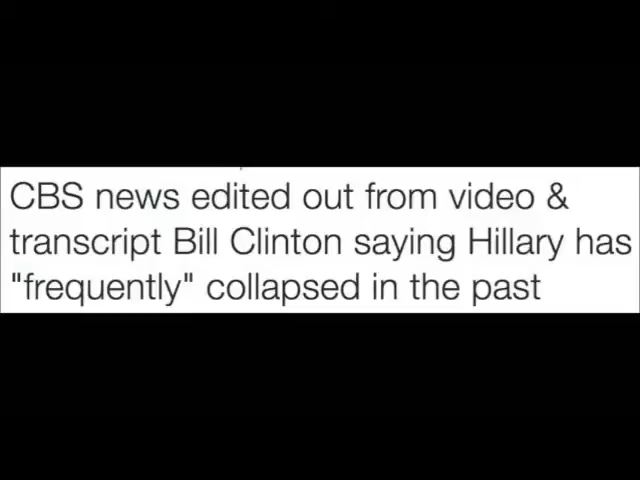 CBS news edited out from video &
transcript Bill Clinton saying Hillary has
"frequently" collapsed in the past